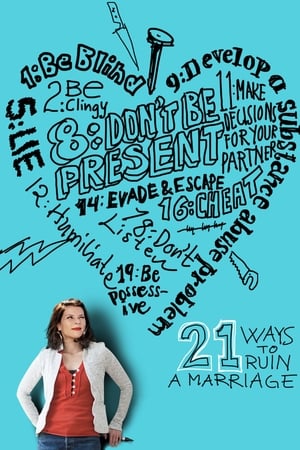 1:Be Blind
2:BE
Clingy
5:LIE
8:DON'T BE
PRESENT
9:Develop a
substance abuse problem
11:MAKE
DECISIONS
FOR YOUR
PARTNER
12:Humiliate
14:EVADE & ESCAPE
16:CHEAT
18:Don't
Listen
19:Be
Possess-
ive
21 WAYS
TO
RUIN
A MARRIAGE